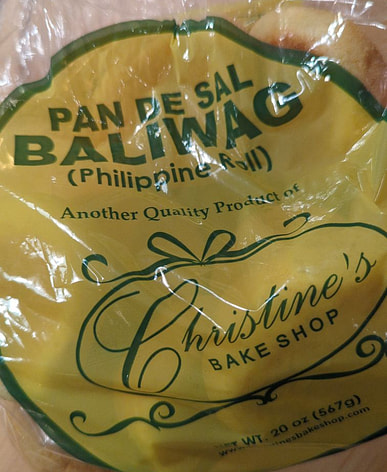 PAN DE SAL
BALIWAG
(Philippine Roll)
Another Quality Product of
Christine's
BAKE SHOP
NET WT. 20 oz (567g)